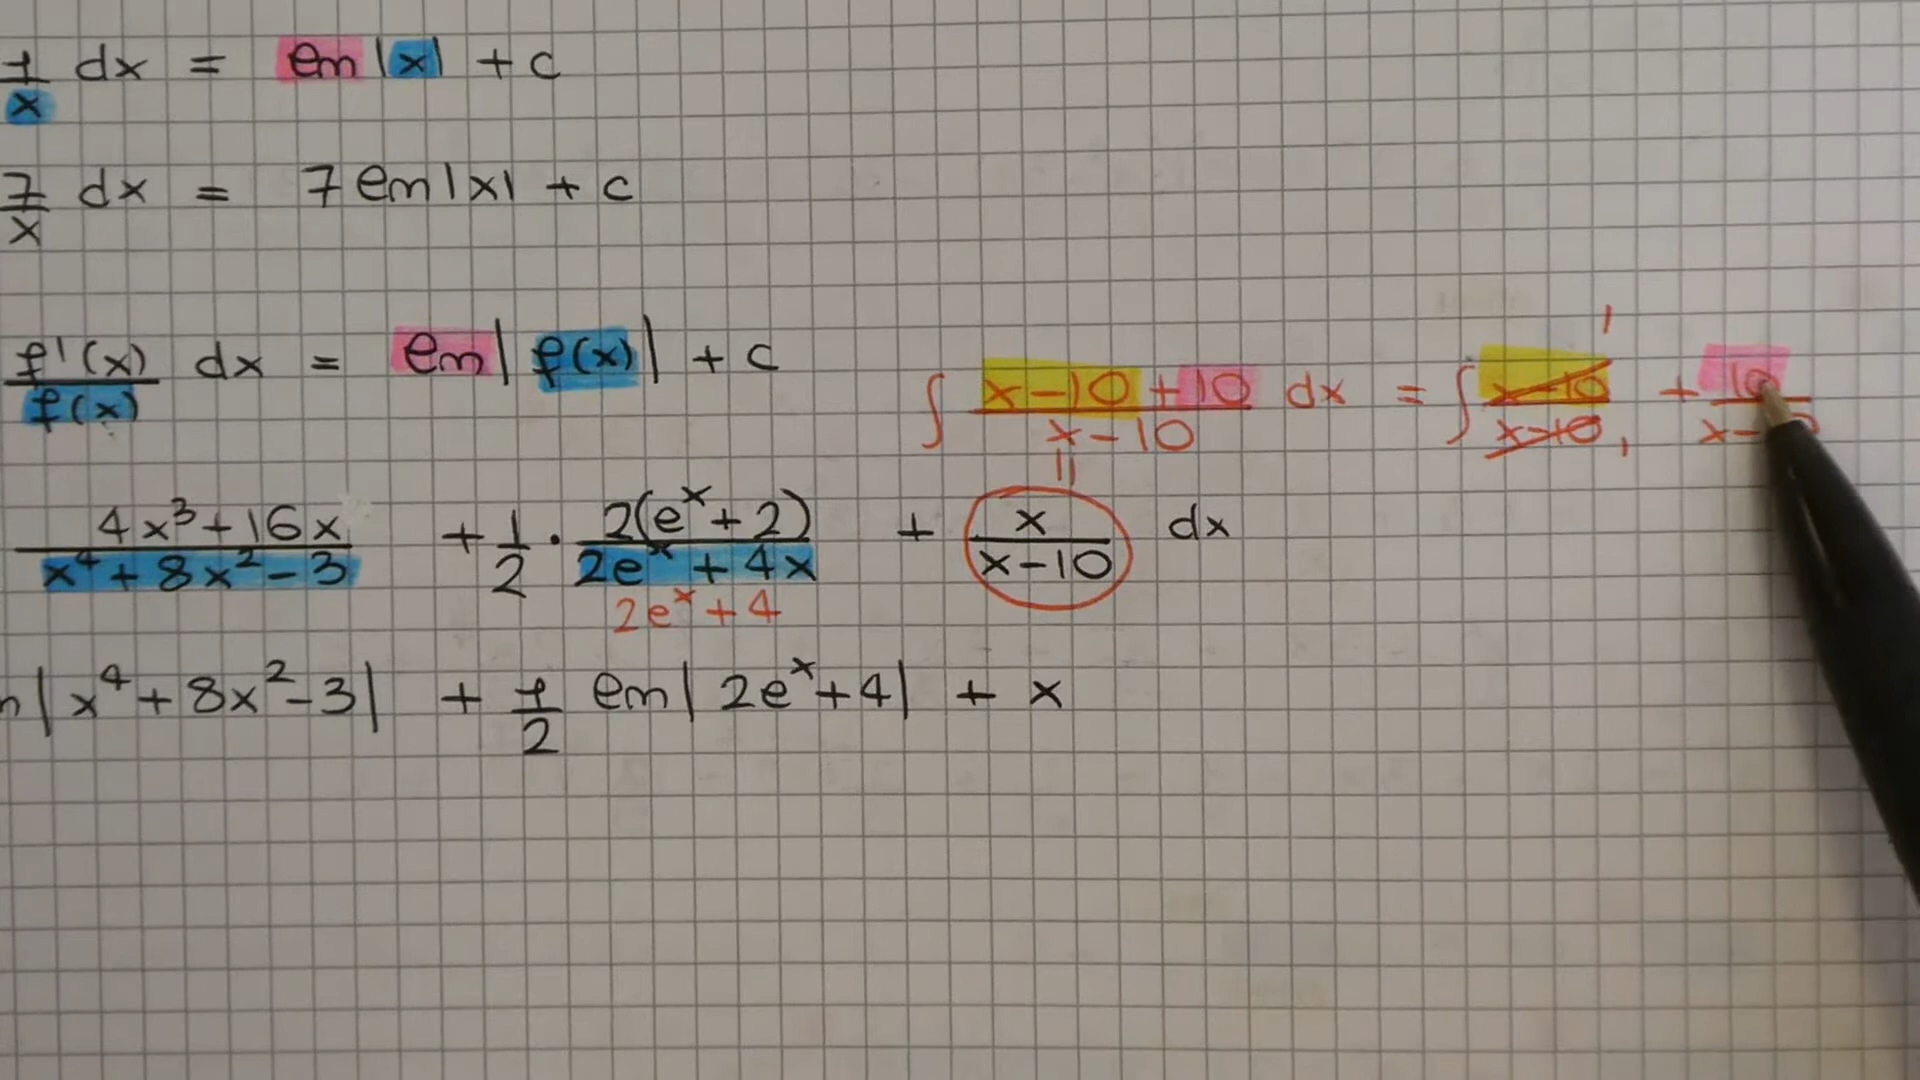 1/x dx = ln|x| + c
7/x dx = 7 ln|x| + c
f'(x)/f(x) dx = ln|f(x)| + c
∫ (x-10+10)/(x-10) dx = ∫ (x-10)/(x-10) + 10/x-
1
1
=
(4x³+16x)/(x⁴+8x²-3) + 1/2 · 2(eˣ+2)/(2eˣ+4x) + x/(x-10) dx
2eˣ+4
n|x⁴+8x²-3| + 1/2 ln|2eˣ+4| + x